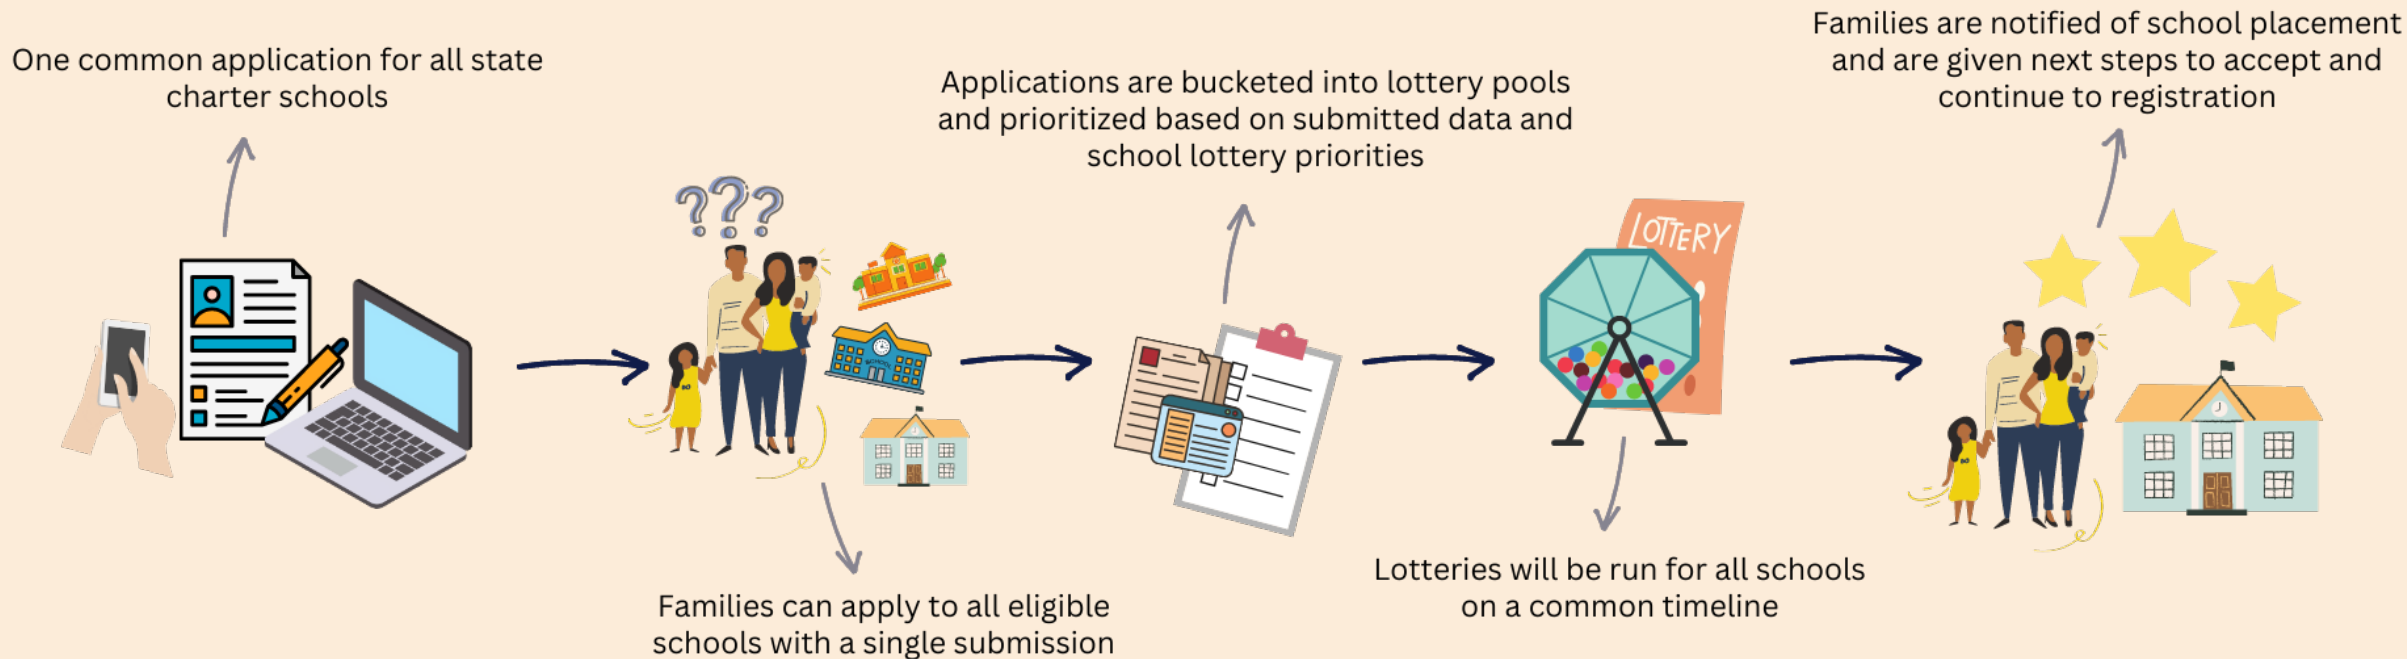 One common application for all state
charter schools
???
Families can apply to all eligible
schools with a single submission
Applications are bucketed into lottery pools
and prioritized based on submitted data and
school lottery priorities
LOTTERY
Lotteries will be run for all schools
on a common timeline
Families are notified of school placement
and are given next steps to accept and
continue to registration